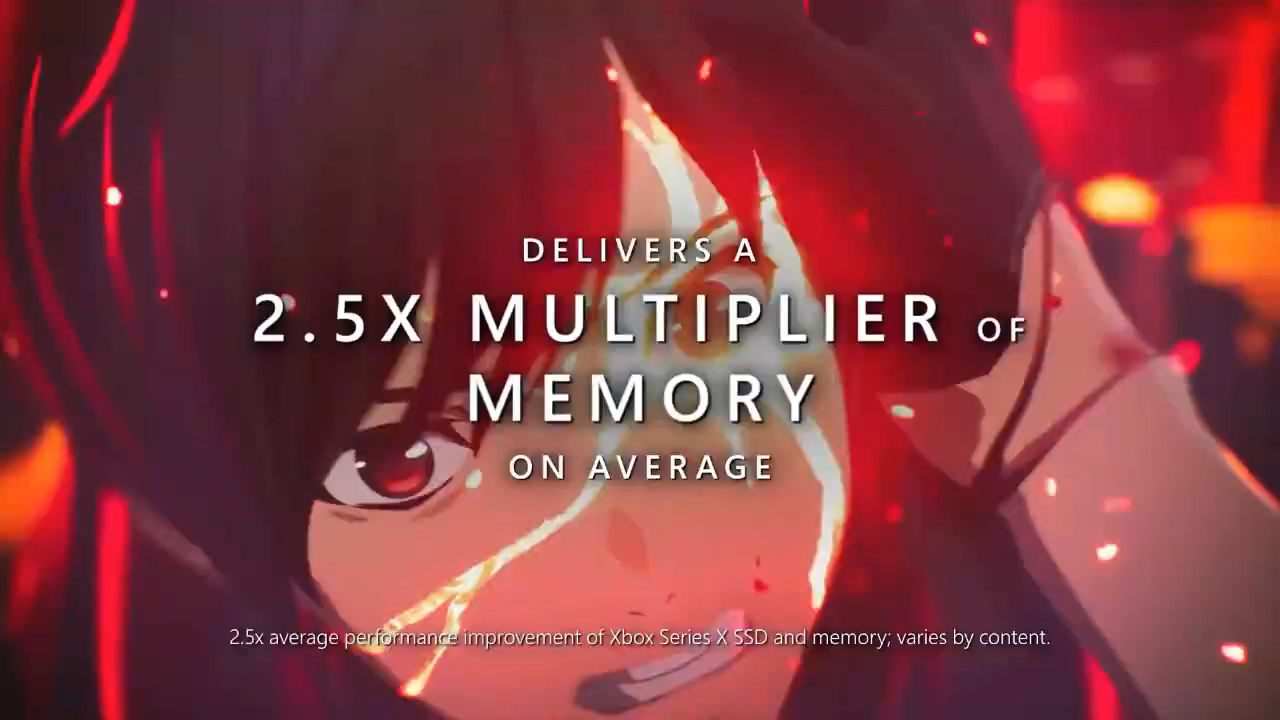 DELIVERS A
2.5X MULTIPLIER OF
MEMORY
ON AVERAGE
2.5x average performance improvement of Xbox Series X SSD and memory; varies by content.